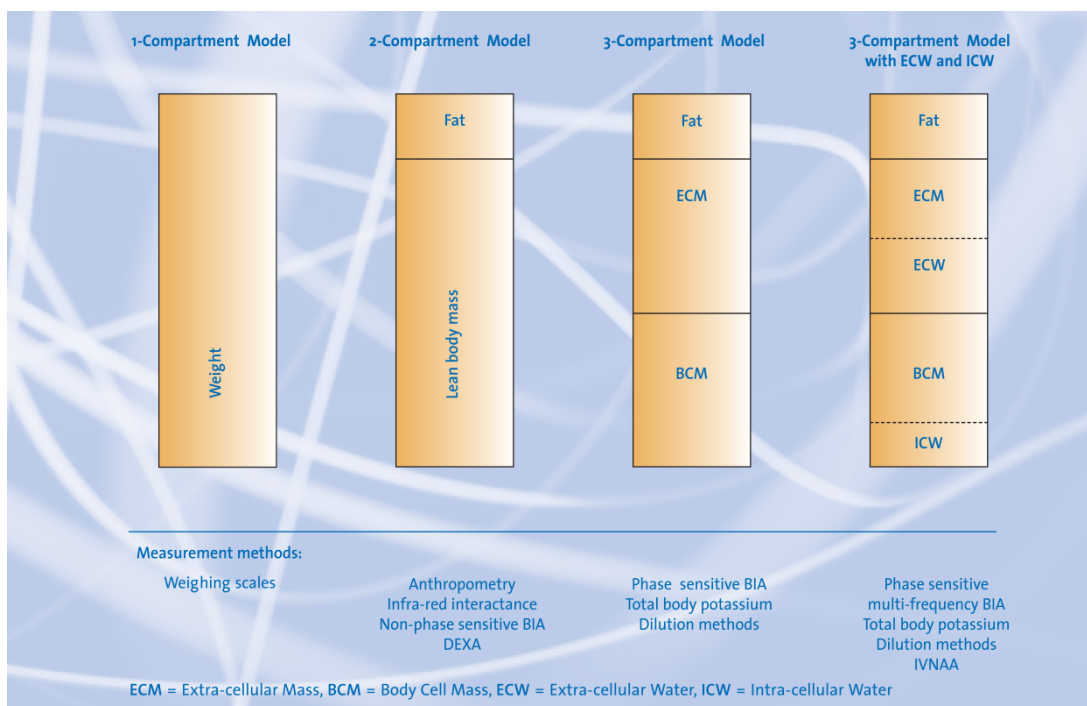 1-Compartment Model
2-Compartment Model
3-Compartment Model
3-Compartment Model
with ECW and ICW
Weight
Fat
Lean body mass
Fat
ECM
BCM
Fat
ECM
ECW
BCM
ICW
Measurement methods:
Weighing scales
Anthropometry
Infra-red interactance
Non-phase sensitive BIA
DEXA
Phase sensitive BIA
Total body potassium
Dilution methods
Phase sensitive
multi-frequency BIA
Total body potassium
Dilution methods
IVNAA
ECM = Extra-cellular Mass, BCM = Body Cell Mass, ECW = Extra-cellular Water, ICW = Intra-cellular Water